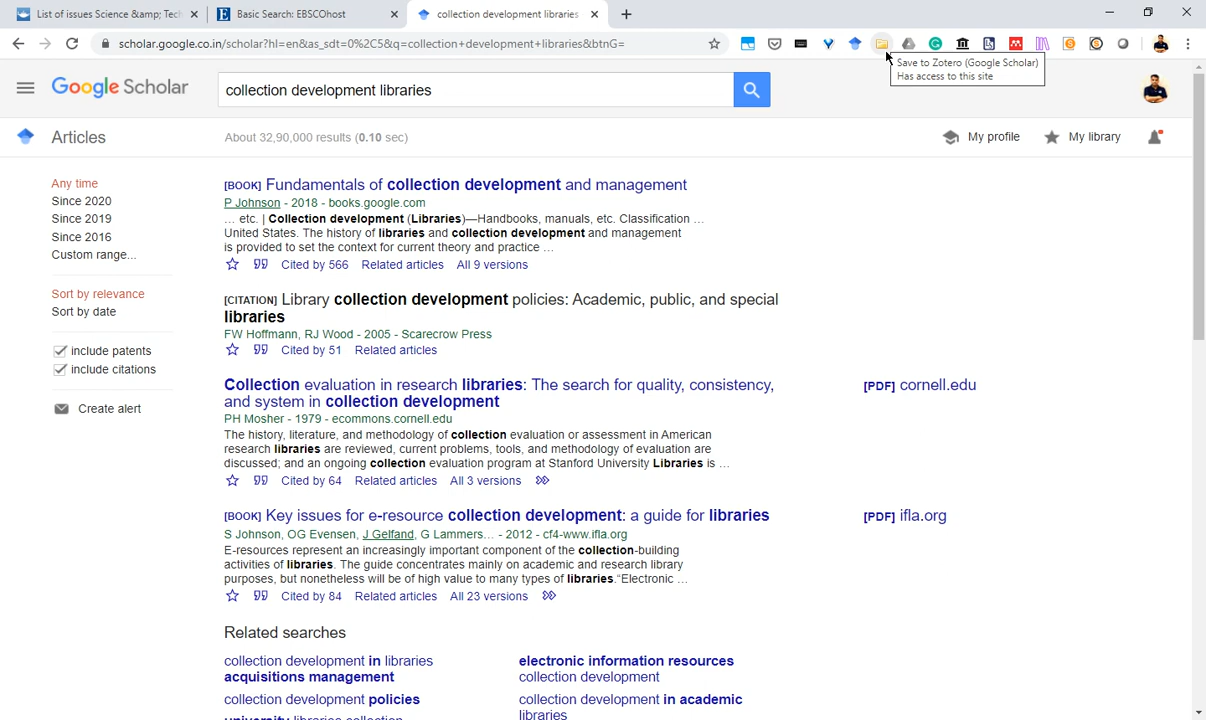 List of issues Science &amp; Tech
Basic Search: EBSCOhost
collection development libraries
scholar.google.co.in/scholar?hl=en&as_sdt=0%2C5&q=collection+development+libraries&btnG=
Save to Zotero (Google Scholar)
Has access to this site
Google Scholar
collection development libraries
Articles
About 32,90,000 results (0.10 sec)
My profile
My library
Any time
Since 2020
Since 2019
Since 2016
Custom range...
Sort by relevance
Sort by date
include patents
include citations
Create alert
[BOOK] Fundamentals of collection development and management
P Johnson - 2018 - books.google.com
... etc. | Collection development (Libraries)—Handbooks, manuals, etc. Classification ...
United States. The history of libraries and collection development and management
is provided to set the context for current theory and practice ...
Cited by 566 Related articles All 9 versions
[CITATION] Library collection development policies: Academic, public, and special
libraries
FW Hoffmann, RJ Wood - 2005 - Scarecrow Press
Cited by 51 Related articles
Collection evaluation in research libraries: The search for quality, consistency,
and system in collection development
PH Mosher - 1979 - ecommons.cornell.edu
The history, literature, and methodology of collection evaluation or assessment in American
research libraries are reviewed, current problems, tools, and methodology of evaluation are
discussed; and an ongoing collection evaluation program at Stanford University Libraries is ...
Cited by 64 Related articles All 3 versions
[PDF] cornell.edu
[BOOK] Key issues for e-resource collection development: a guide for libraries
S Johnson, OG Evensen, J Gelfand, G Lammers... - 2012 - cf4-www.ifla.org
E-resources represent an increasingly important component of the collection-building
activities of libraries. The guide concentrates mainly on academic and research library
purposes, but nonetheless will be of high value to many types of libraries.“Electronic ...
Cited by 84 Related articles All 23 versions
[PDF] ifla.org
Related searches
collection development in libraries
acquisitions management
collection development policies
university libraries collection
electronic information resources
collection development
collection development in academic
libraries